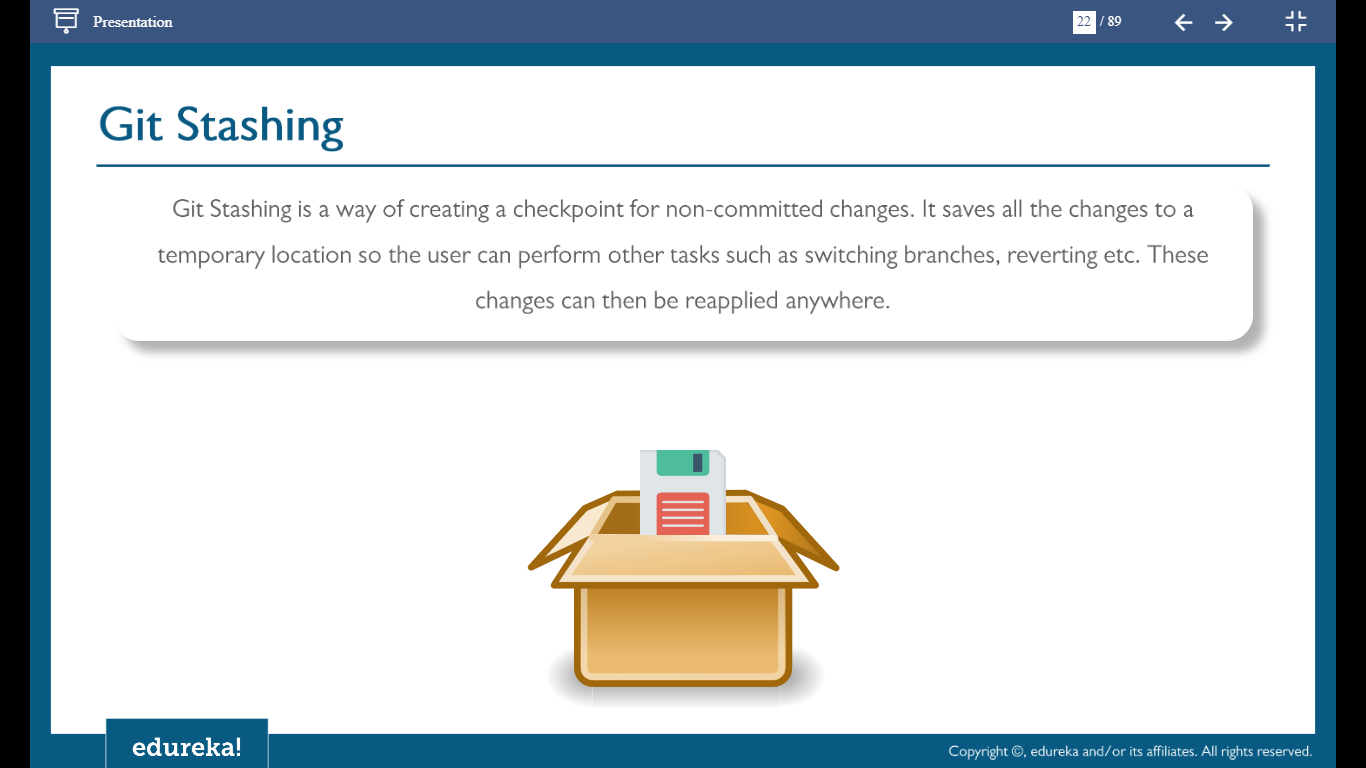 Presentation
22 / 89
Git Stashing
Git Stashing is a way of creating a checkpoint for non-committed changes. It saves all the changes to a
temporary location so the user can perform other tasks such as switching branches, reverting etc. These
changes can then be reapplied anywhere.
edureka!
Copyright ©, edureka and/or its affiliates. All rights reserved.